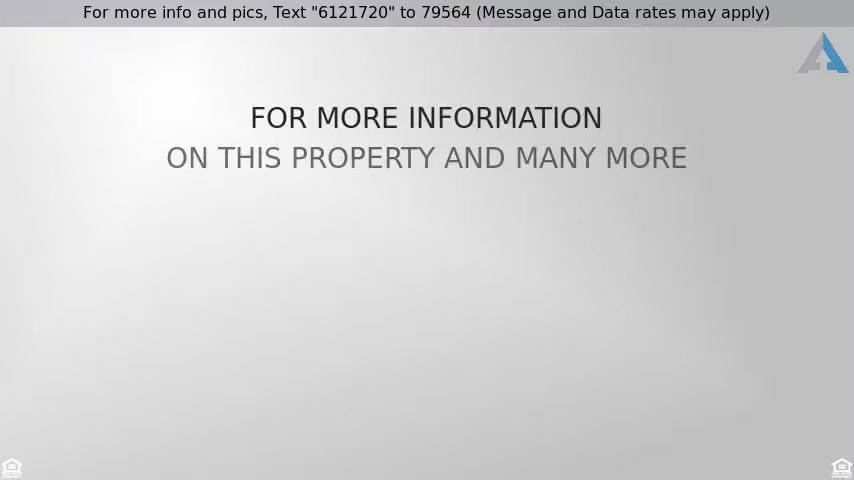 For more info and pics, Text "6121720" to 79564 (Message and Data rates may apply)
FOR MORE INFORMATION
ON THIS PROPERTY AND MANY MORE